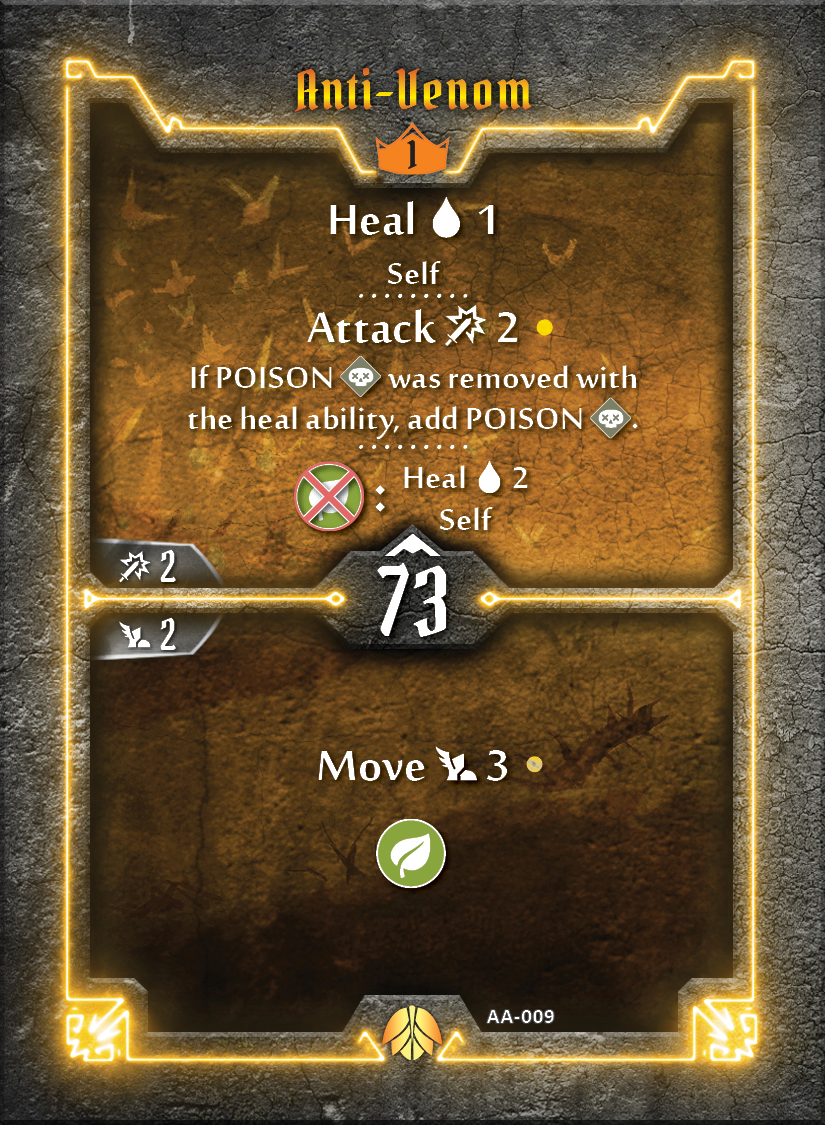 Anti-Venom
1
Heal 1
Self
Attack 2
If POISON was removed with
the heal ability, add POISON .
: Heal 2
Self
2
73
2
Move 3
AA-009